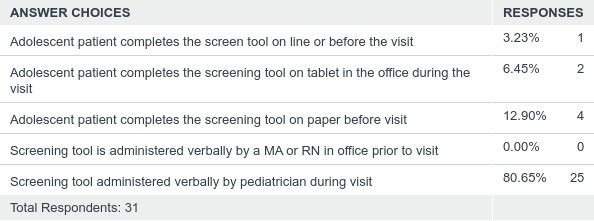 ANSWER CHOICES RESPONSES
Adolescent patient completes the screen tool on line or before the visit 3.23% 1
Adolescent patient completes the screening tool on tablet in the office during the 6.45% 2
visit
Adolescent patient completes the screening tool on paper before visit 12.90% 4
Screening tool is administered verbally by a MA or RN in office prior to visit 0.00% 0
Screening tool administered verbally by pediatrician during visit 80.65% 25
Total Respondents: 31